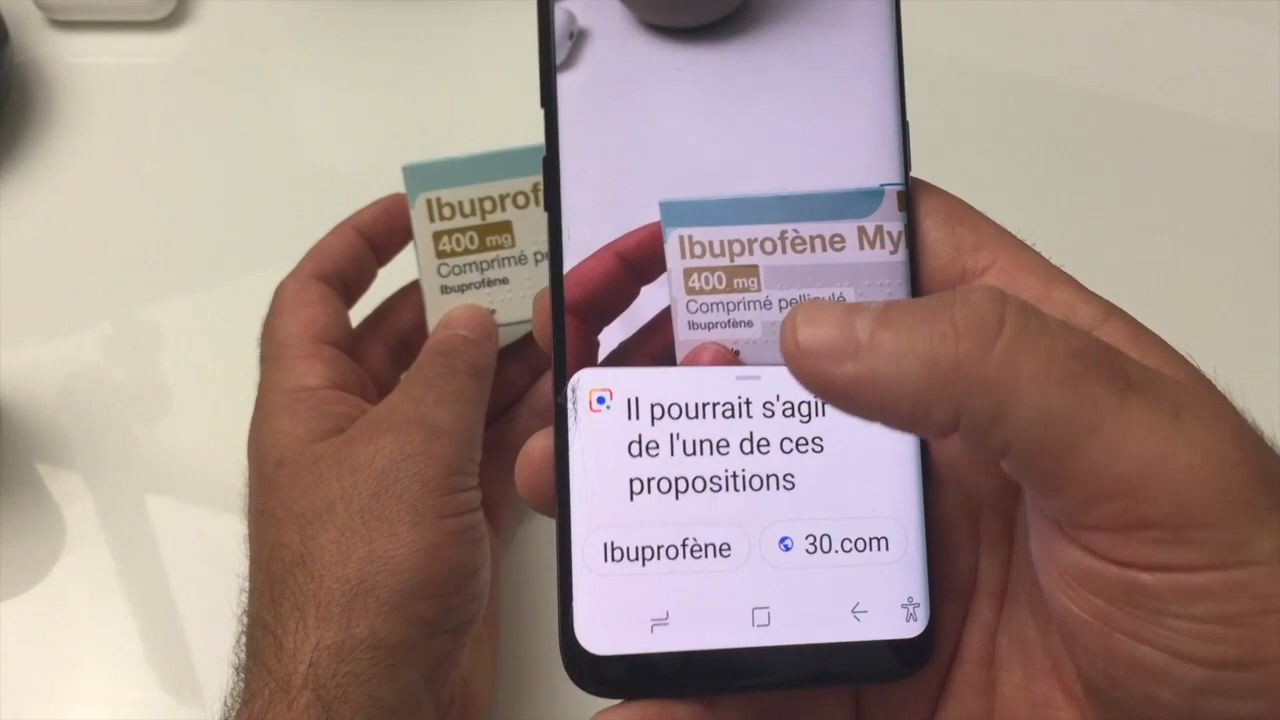 Ibuprof
400 mg
Comprimé pe
Ibuprofène
Ibuprofène My
400 mg
Comprimé pelliculé
Ibuprofène
Il pourrait s'agir
de l'une de ces
propositions
Ibuprofène
30.com